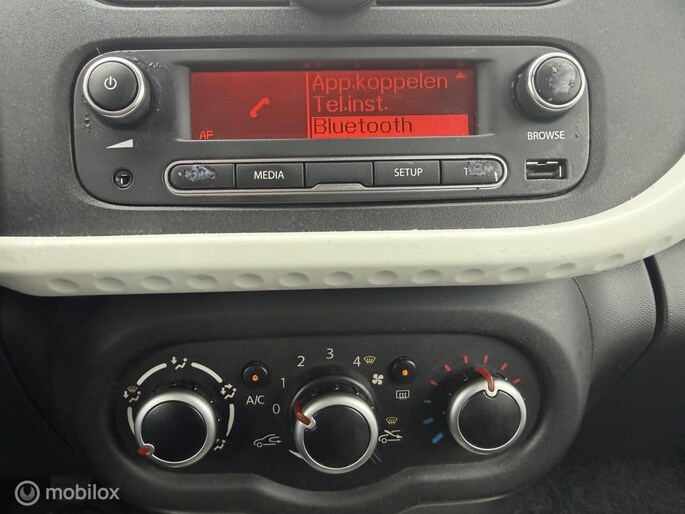 App.koppelen
Tel.inst.
Bluetooth
AF
BROWSE
MEDIA
SETUP
0
1
2
3
4
A/C
mobilox